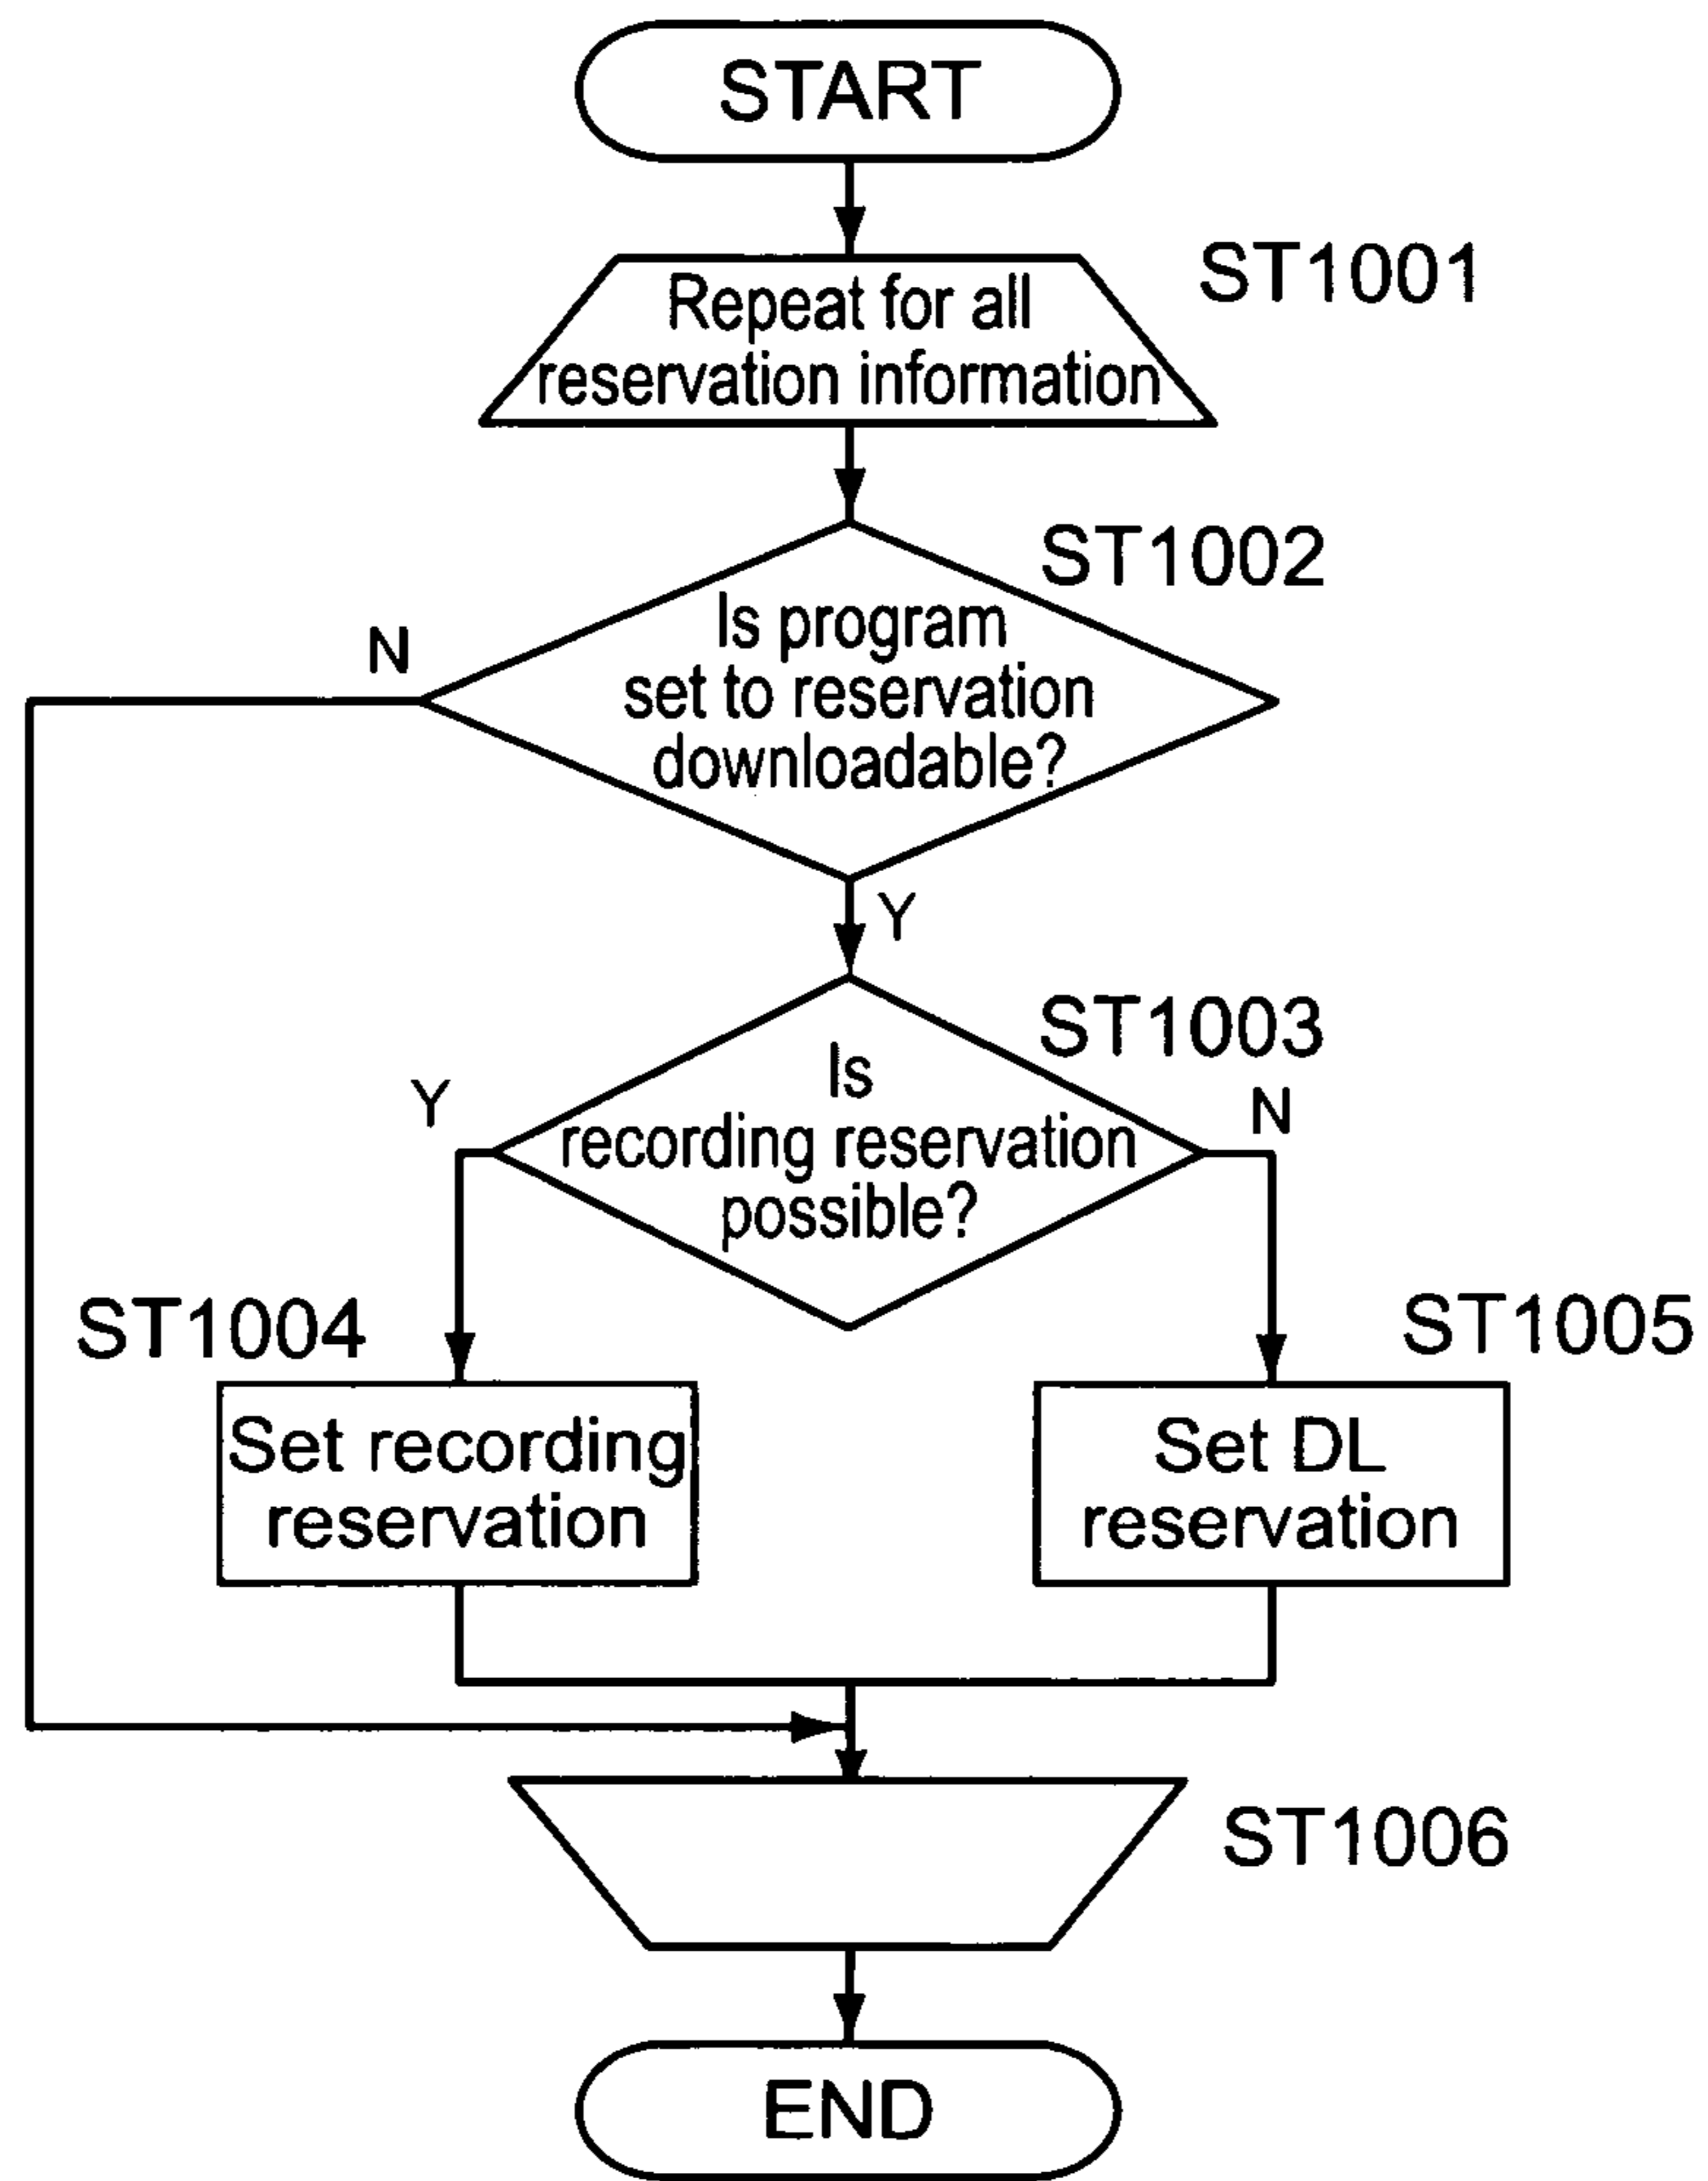 START
ST1001
Repeat for all
reservation information
ST1002
Is program
set to reservation
downloadable?
N
Y
ST1003
Is
recording reservation
possible?
Y
N
ST1004
Set recording
reservation
ST1005
Set DL
reservation
ST1006
END